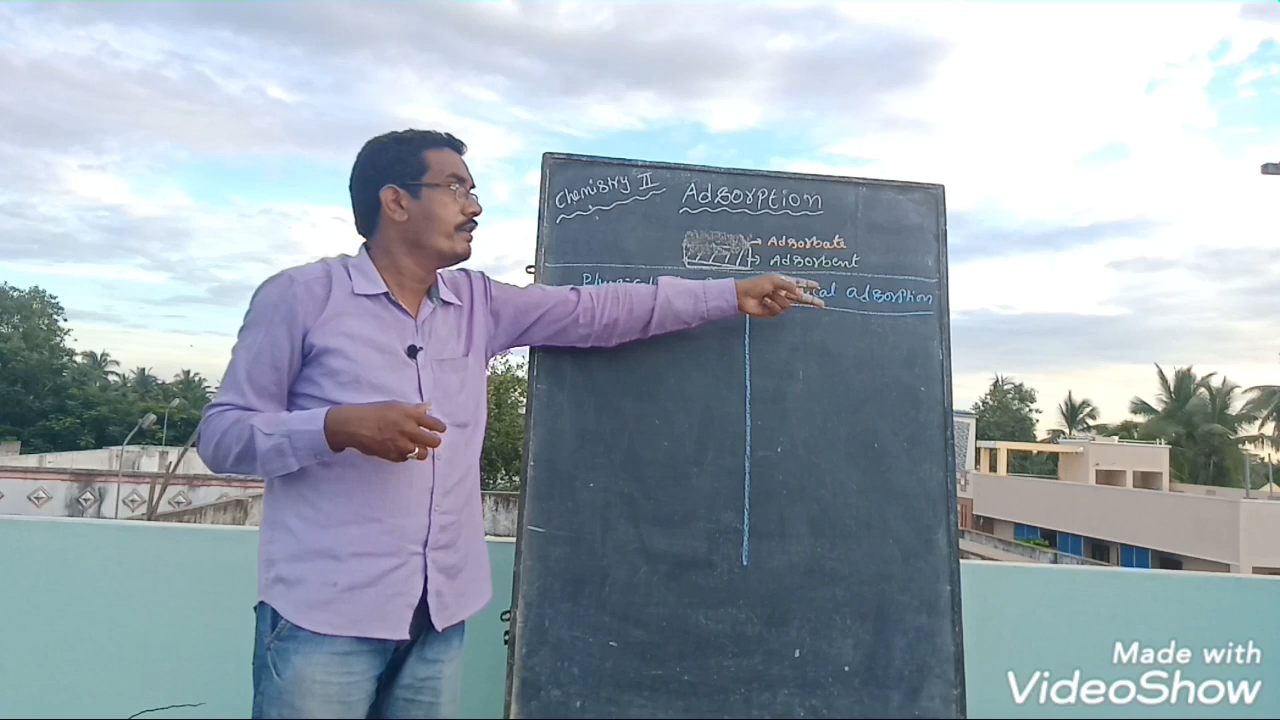 Chemistry II
Adsorption
→ Adsorbate
→ Adsorbent
adsorption
Made with
VideoShow